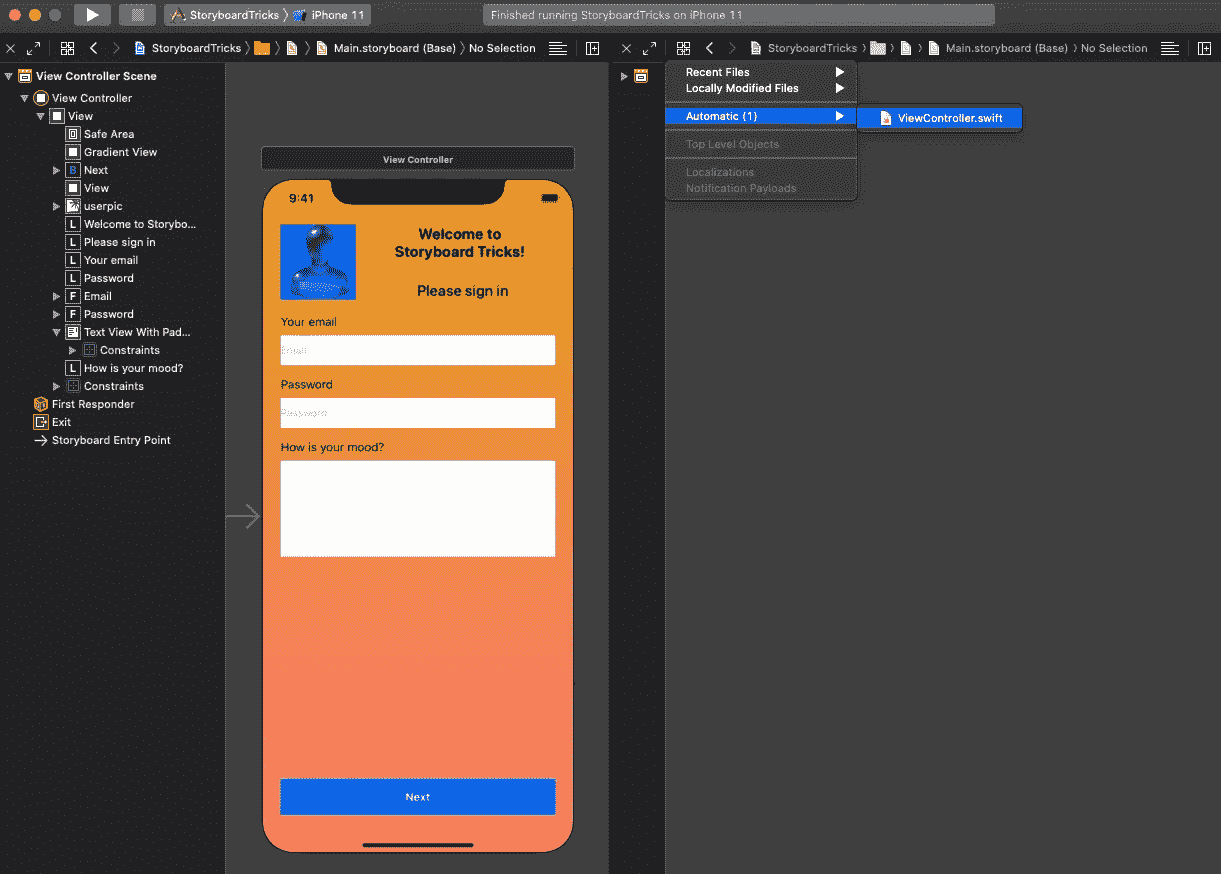 StoryboardTricks iPhone 11
Finished running StoryboardTricks on iPhone 11
StoryboardTricks Main.storyboard (Base) No Selection
StoryboardTricks Main.storyboard (Base) No Selection
View Controller Scene
View Controller
View
Safe Area
Gradient View
B Next
View
userpic
L Welcome to Storybo...
L Please sign in
L Your email
L Password
F Email
F Password
Text View With Pad...
Constraints
L How is your mood?
Constraints
First Responder
Exit
Storyboard Entry Point
View Controller
9:41
Welcome to
Storyboard Tricks!
Please sign in
Your email
Email
Password
Password
How is your mood?
Next
Recent Files
Locally Modified Files
Automatic (1)
ViewController.swift
Top Level Objects
Localizations
Notification Payloads